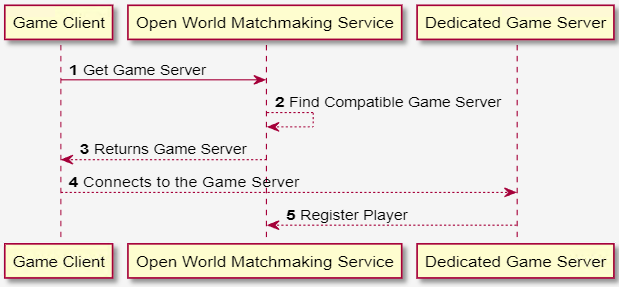 Game Client
Open World Matchmaking Service
Dedicated Game Server
1 Get Game Server
2 Find Compatible Game Server
3 Returns Game Server
4 Connects to the Game Server
5 Register Player
Game Client
Open World Matchmaking Service
Dedicated Game Server